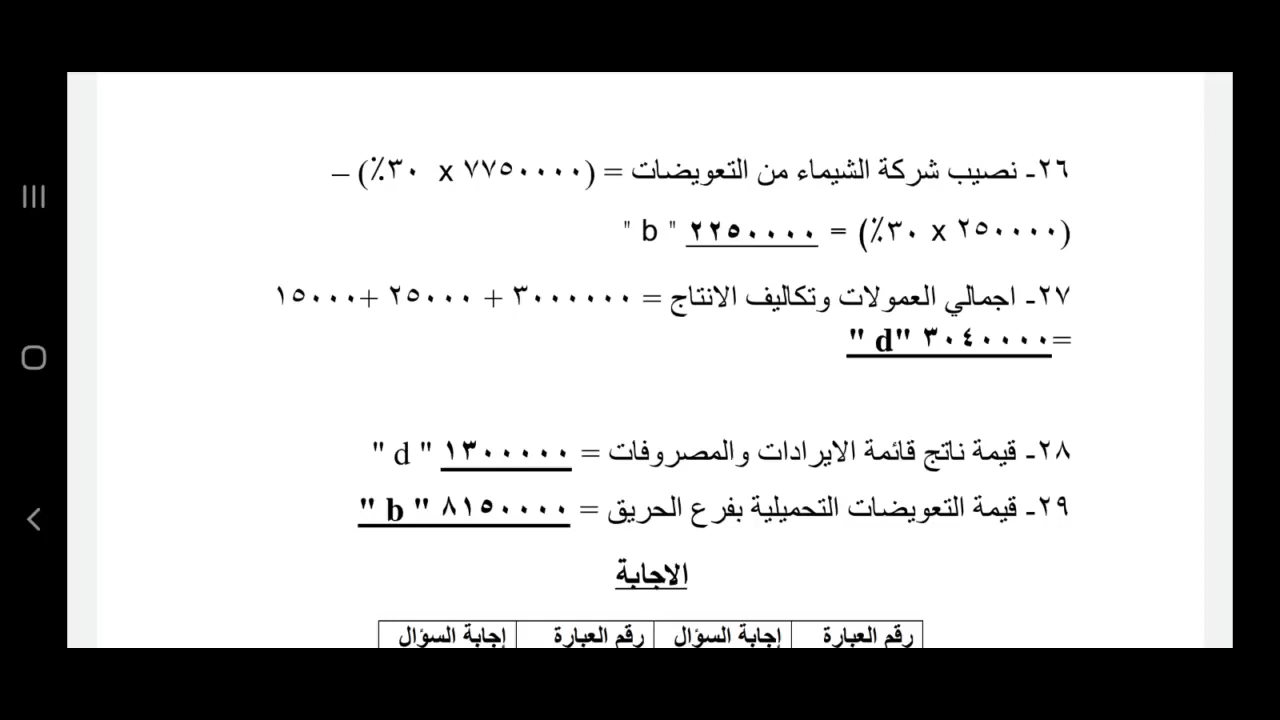 ٢٦- نصيب شركة الشيماء من التعويضات = (٧٧٥٠٠٠٠ x ٣٠٪) –
(٢٥٠٠٠٠ x ٣٠٪) = ٢٢٥٠٠٠٠ " b "
٢٧- اجمالي العمولات وتكاليف الانتاج = ٣٠٠٠٠٠٠ + ٢٥٠٠٠ +١٥٠٠٠
=٣٠٤٠٠٠٠ "d "
٢٨- قيمة ناتج قائمة الايرادات والمصروفات = ١٣٠٠٠٠٠ " d "
٢٩- قيمة التعويضات التحميلية بفرع الحريق = ٨١٥٠٠٠٠ " b "
الاجابة
رقم العبارة إجابة السؤال رقم العبارة إجابة السؤال